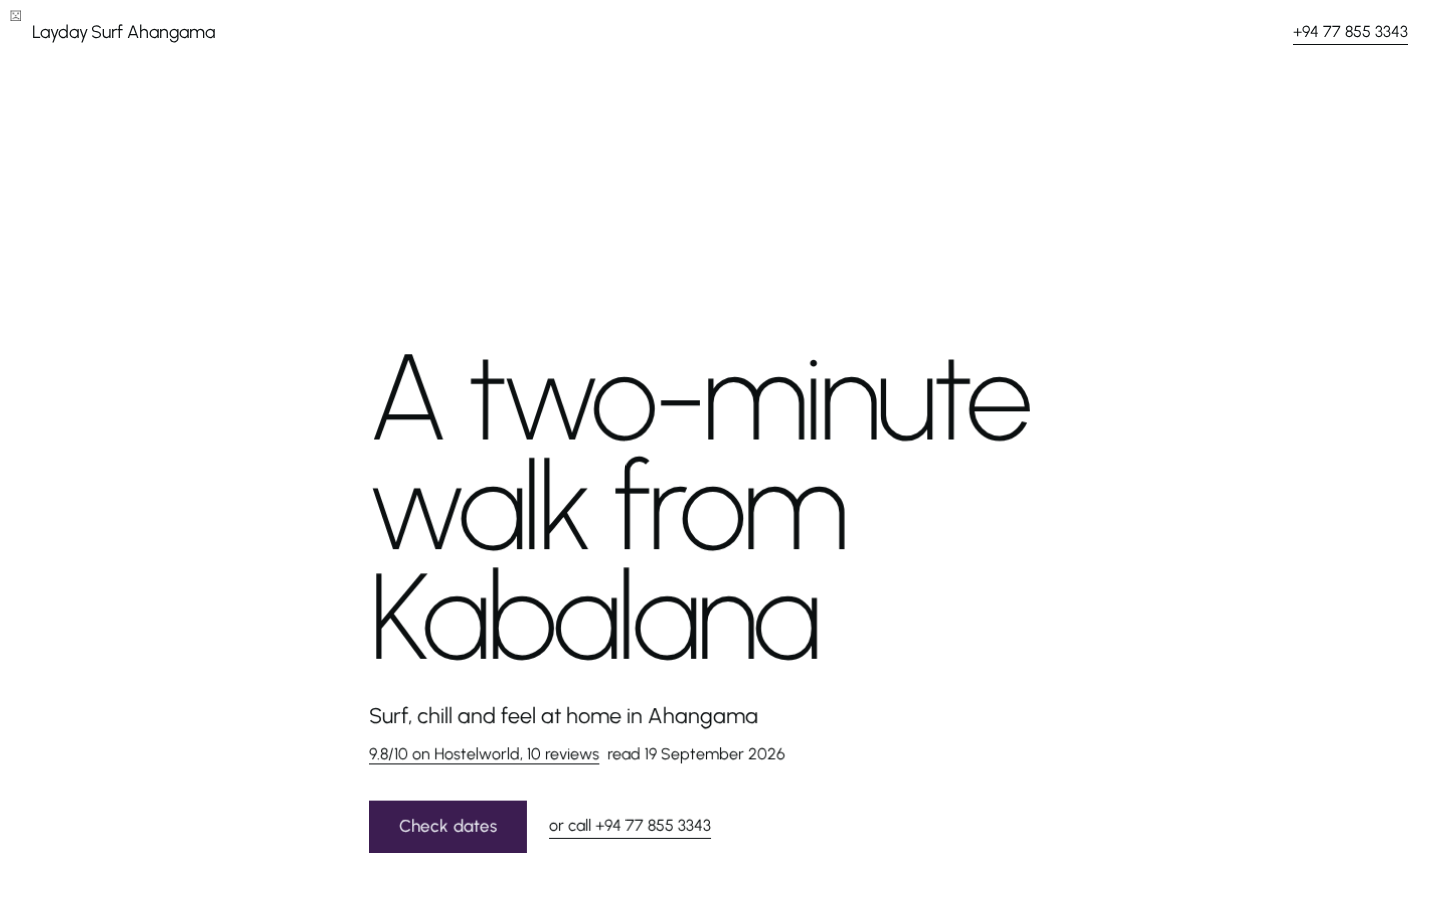 Layday Surf Ahangama
+94 77 855 3343
A two-minute
walk from
Kabalana
Surf, chill and feel at home in Ahangama
9.8/10 on Hostelworld, 10 reviews read 19 September 2026
Check dates
or call +94 77 855 3343